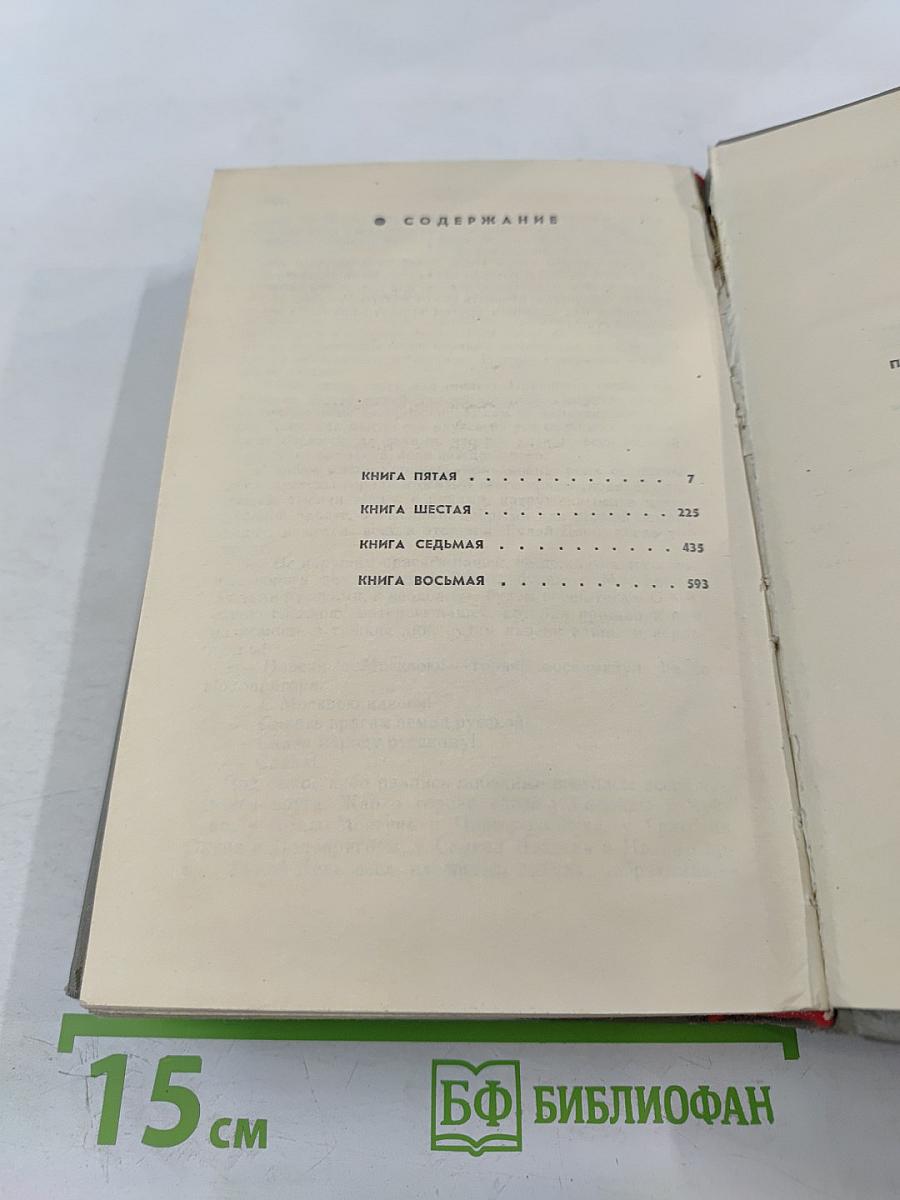 ● СОДЕРЖАНИЕ
КНИГА ПЯТАЯ . . . . . . . . . . . . 7
КНИГА ШЕСТАЯ . . . . . . . . . . . 225
КНИГА СЕДЬМАЯ . . . . . . . . . . 435
КНИГА ВОСЬМАЯ . . . . . . . . . . 593
П
15 см
БФ БИБЛИОФАН